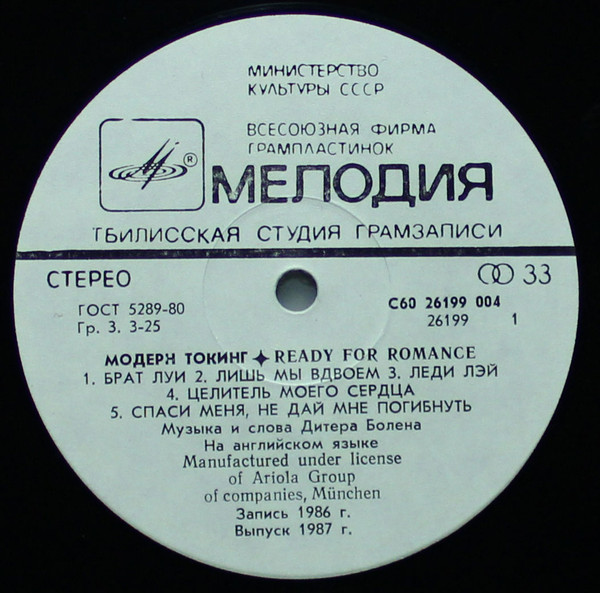 МИНИСТЕРСТВО
КУЛЬТУРЫ СССР
ВСЕСОЮЗНАЯ ФИРМА
ГРАМПЛАСТИНОК
®
МЕЛОДИЯ
ТБИЛИССКАЯ СТУДИЯ ГРАМЗАПИСИ
СТЕРЕО 33
ГОСТ 5289-80 С60 26199 004
Гр. 3. 3-25 26199 1
МОДЕРН ТОКИНГ ✦ READY FOR ROMANCE
1. БРАТ ЛУИ 2. ЛИШЬ МЫ ВДВОЕМ 3. ЛЕДИ ЛЭЙ
4. ЦЕЛИТЕЛЬ МОЕГО СЕРДЦА
5. СПАСИ МЕНЯ, НЕ ДАЙ МНЕ ПОГИБНУТЬ
Музыка и слова Дитера Болена
На английском языке
Manufactured under license
of Ariola Group
of companies, München
Запись 1986 г.
Выпуск 1987 г.